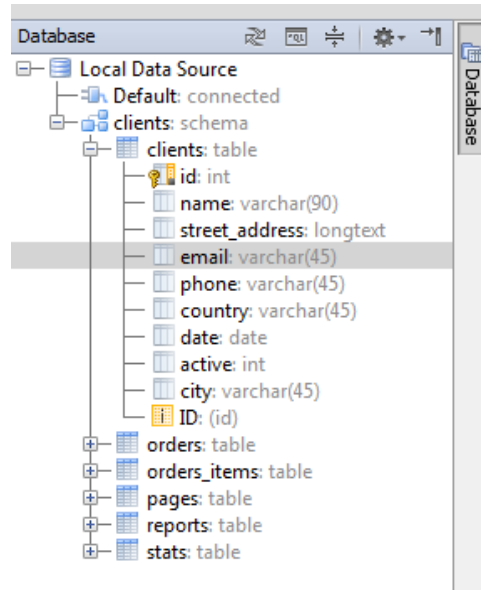 Database
Local Data Source
Default: connected
clients: schema
clients: table
id: int
name: varchar(90)
street_address: longtext
email: varchar(45)
phone: varchar(45)
country: varchar(45)
date: date
active: int
city: varchar(45)
ID: (id)
orders: table
orders_items: table
pages: table
reports: table
stats: table
Database